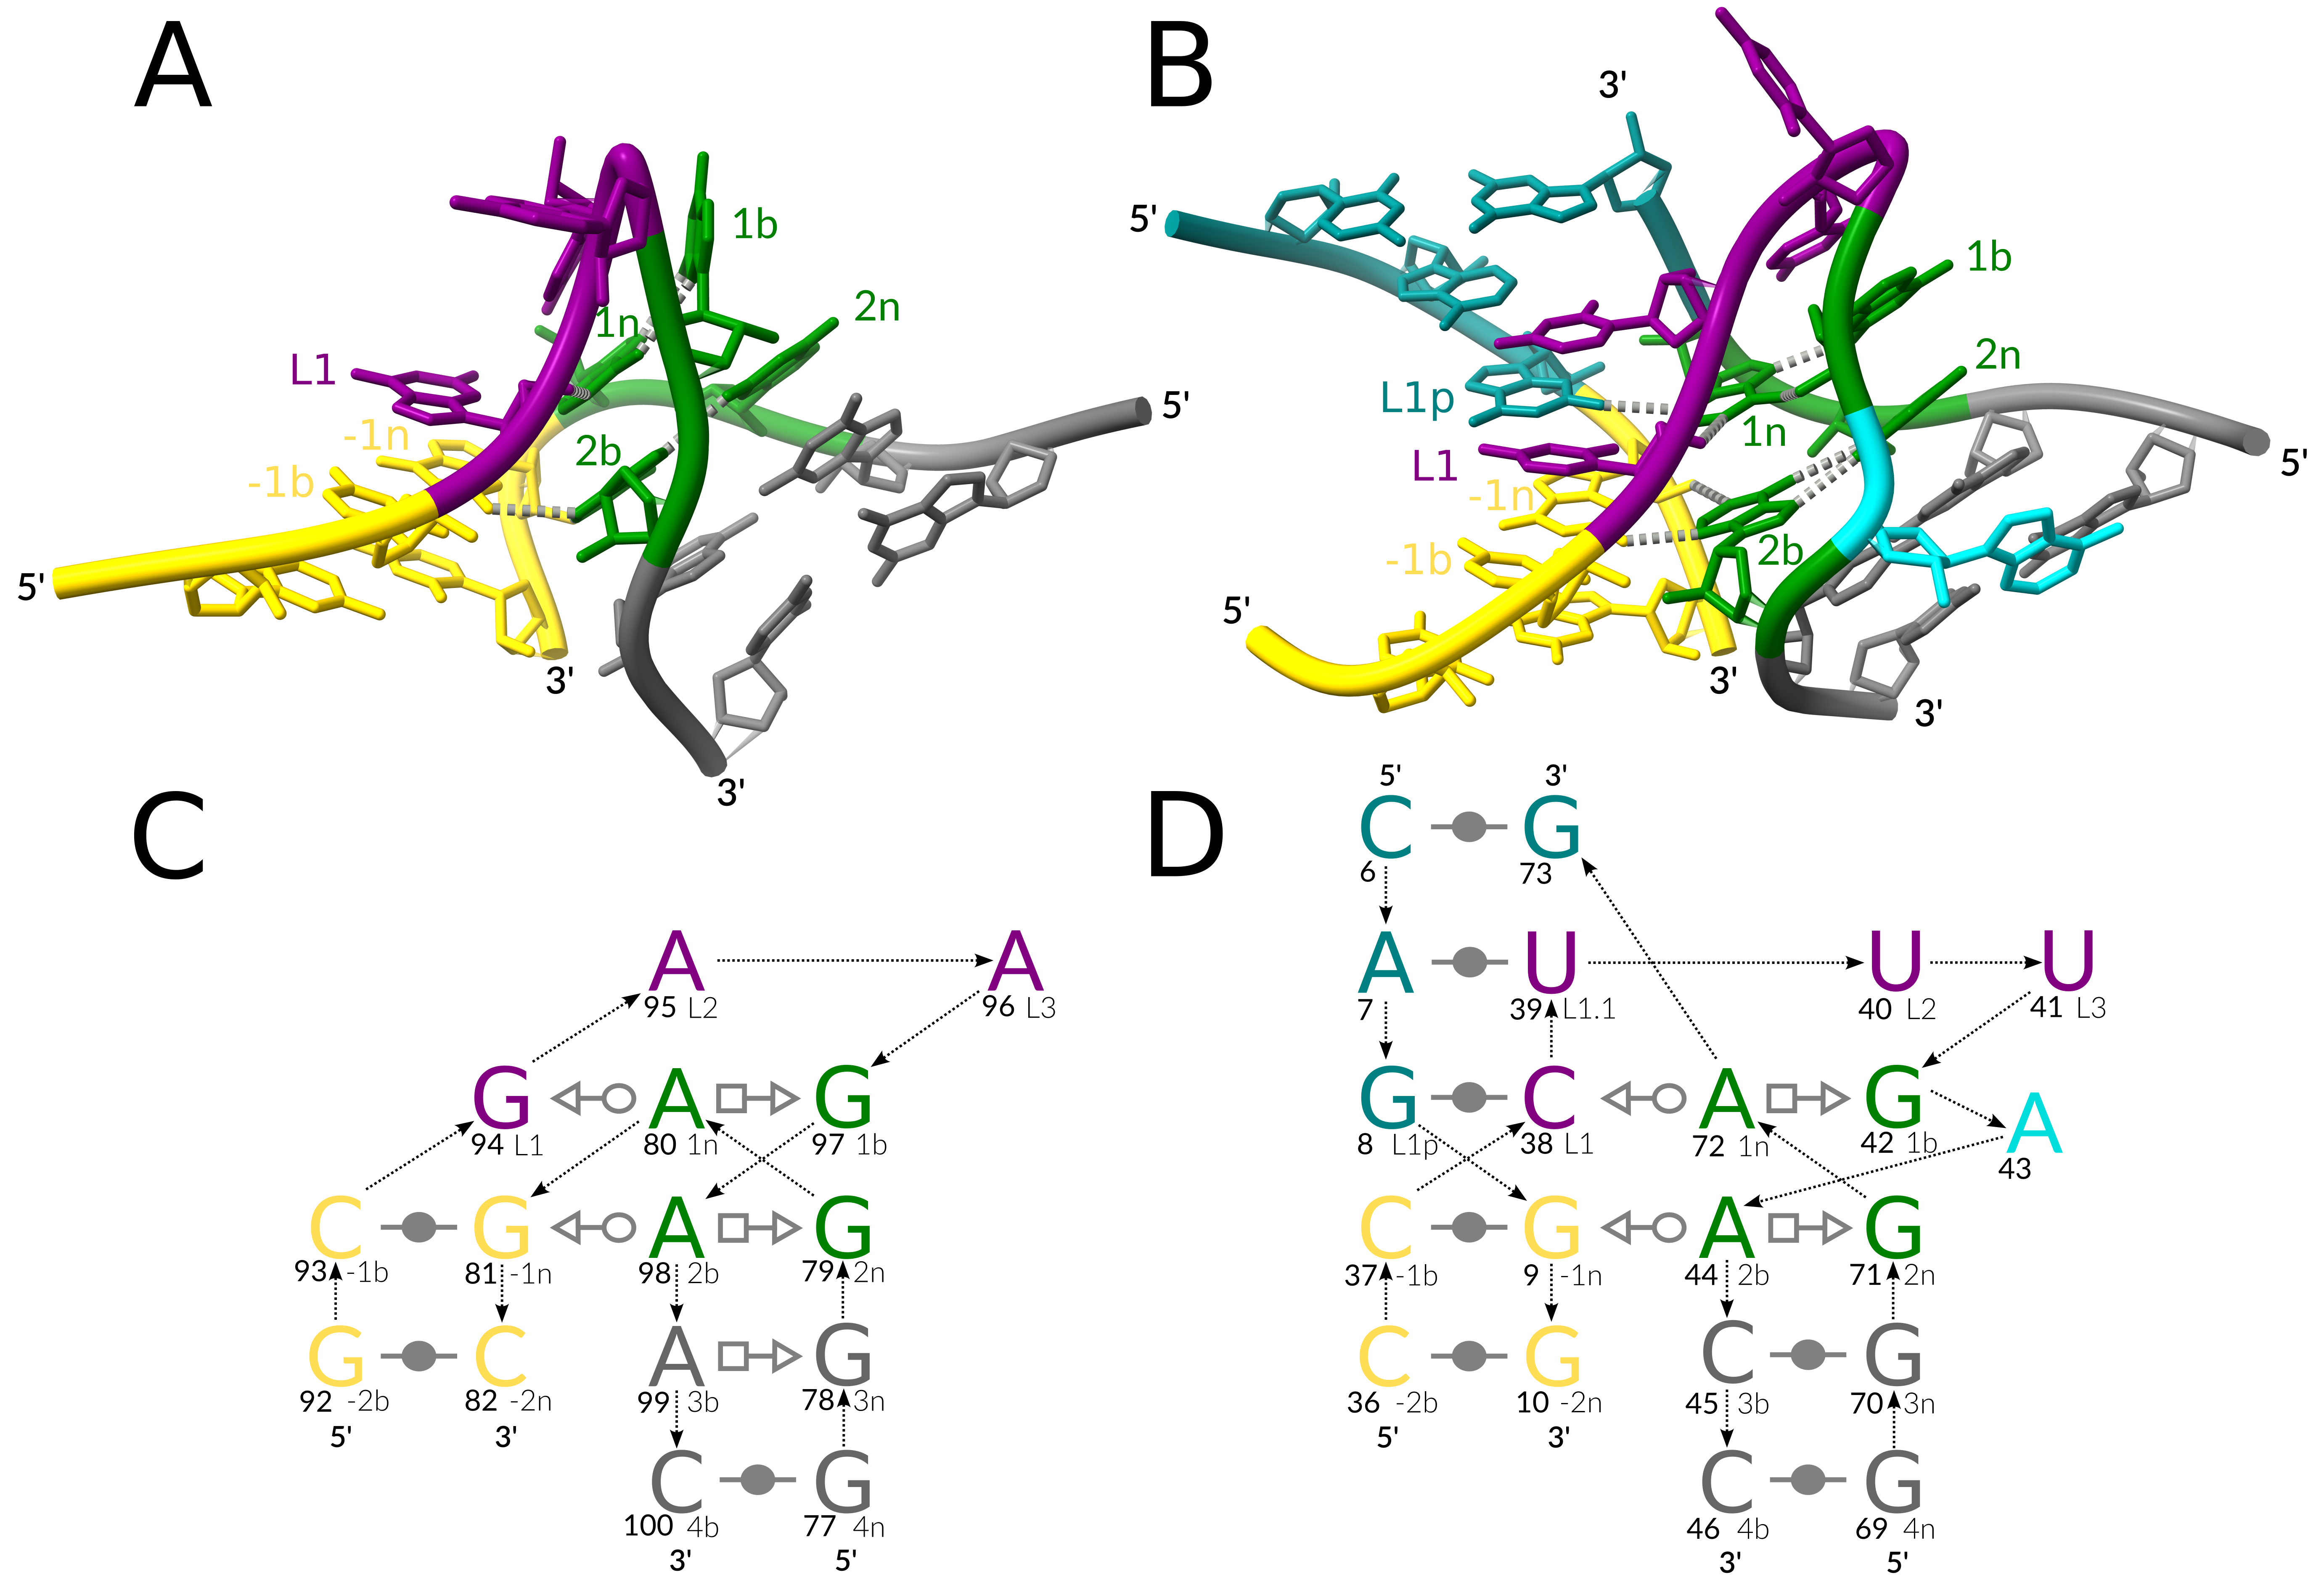 A
B
3'
5'
1b
1b
2n
2n
1n
L1
L1p
5'
1n
-1n
2b
L1
5'
-1b
-1n
2b
-1b
5'
5'
3'
3'
3'
3'
C
D
5' 3'
C G
6 73
A A
95 L2 96 L3
A U U U
7 39 L1.1 40 L2 41 L3
G A G
94 L1 80 1n 97 1b
G C A G A
8 L1p 38 L1 72 1n 42 1b 43
C G A G
93 -1b 81 -1n 98 2b 79 2n
C G A G
37 -1b 9 -1n 44 2b 71 2n
G C A G
92 -2b 82 -2n 99 3b 78 3n
5' 3'
C G C G
36 -2b 10 -2n 45 3b 70 3n
5' 3'
C G
100 4b 77 4n
3' 5'
C G
46 4b 69 4n
3' 5'